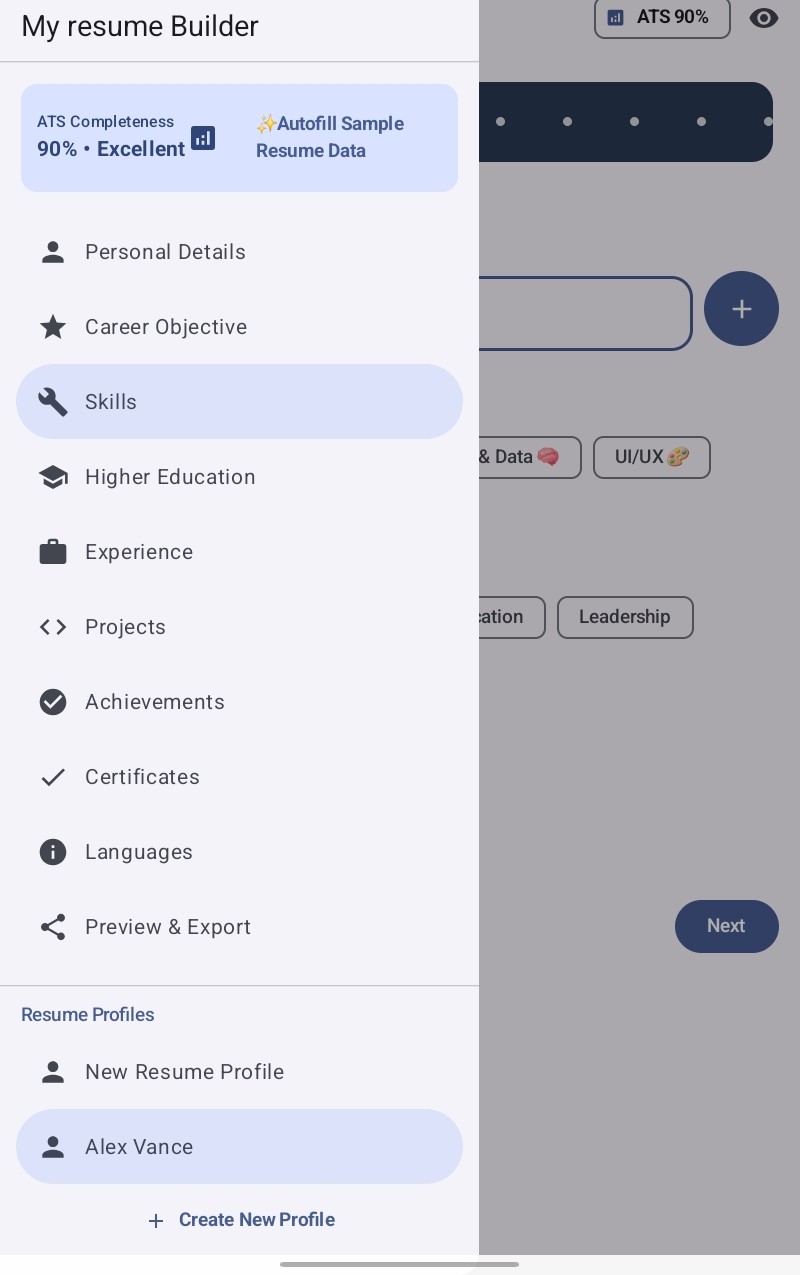 My resume Builder
ATS 90%
ATS Completeness
90% • Excellent
✨Autofill Sample
Resume Data
Personal Details
Career Objective
Skills
Higher Education
& Data🧠
UI/UX🎨
Experience
Projects
cation
Leadership
Achievements
Certificates
Languages
Preview & Export
Next
Resume Profiles
New Resume Profile
Alex Vance
+ Create New Profile